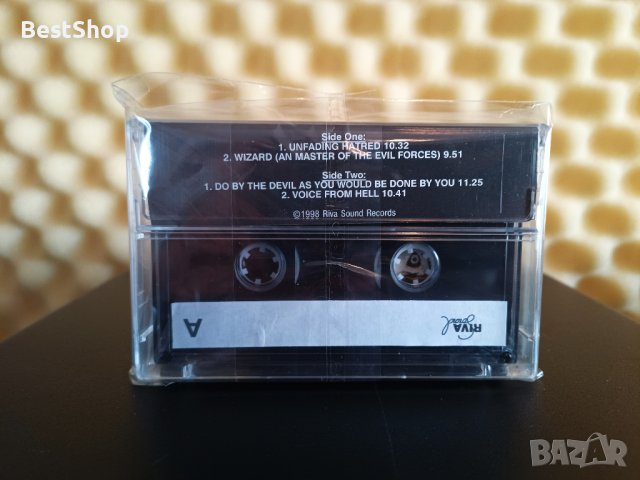 BestShop
Side One:
1. UNFADING HATRED 10.32
2. WIZARD (AN MASTER OF THE EVIL FORCES) 9.51
Side Two:
1. DO BY THE DEVIL AS YOU WOULD BE DONE BY YOU 11.25
2. VOICE FROM HELL 10.41
©1998 Riva Sound Records
A
RIVA
Sound
BAZAR